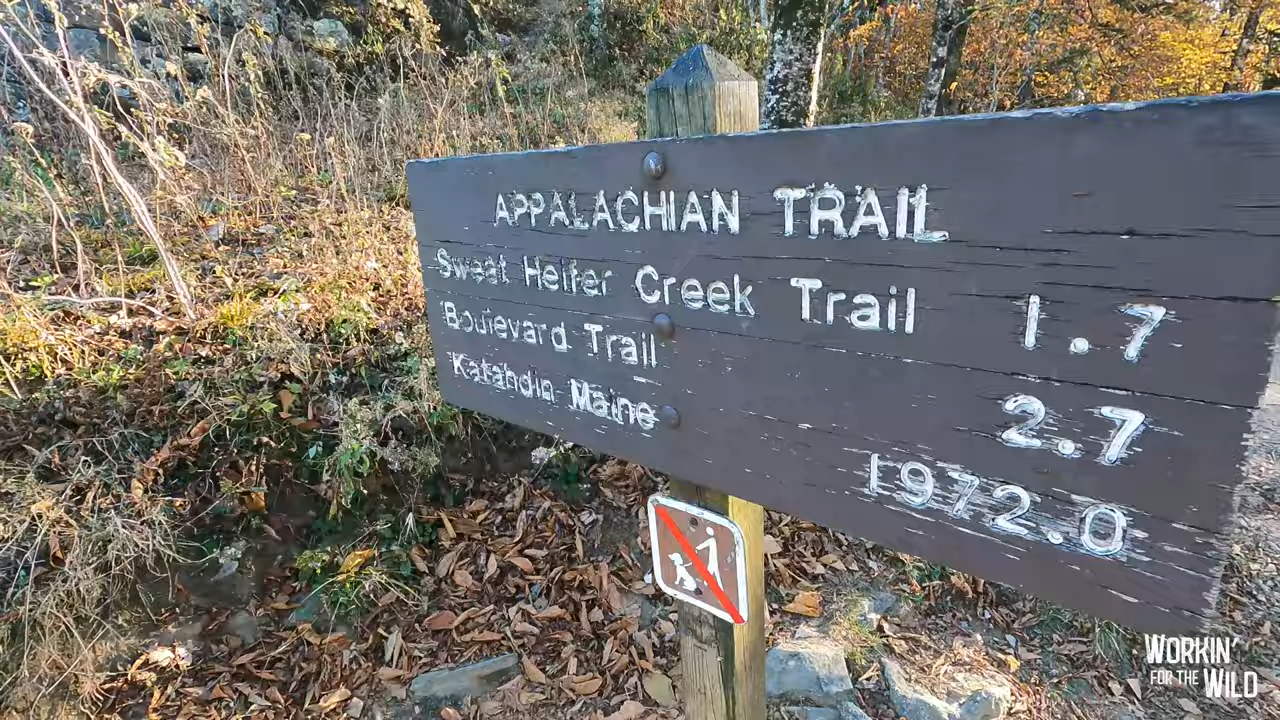 APPALACHIAN TRAIL
Sweat Heifer Creek Trail 1.7
Boulevard Trail 2.7
Katahdin Maine 1972.0
WORKIN'
FOR THE WILD